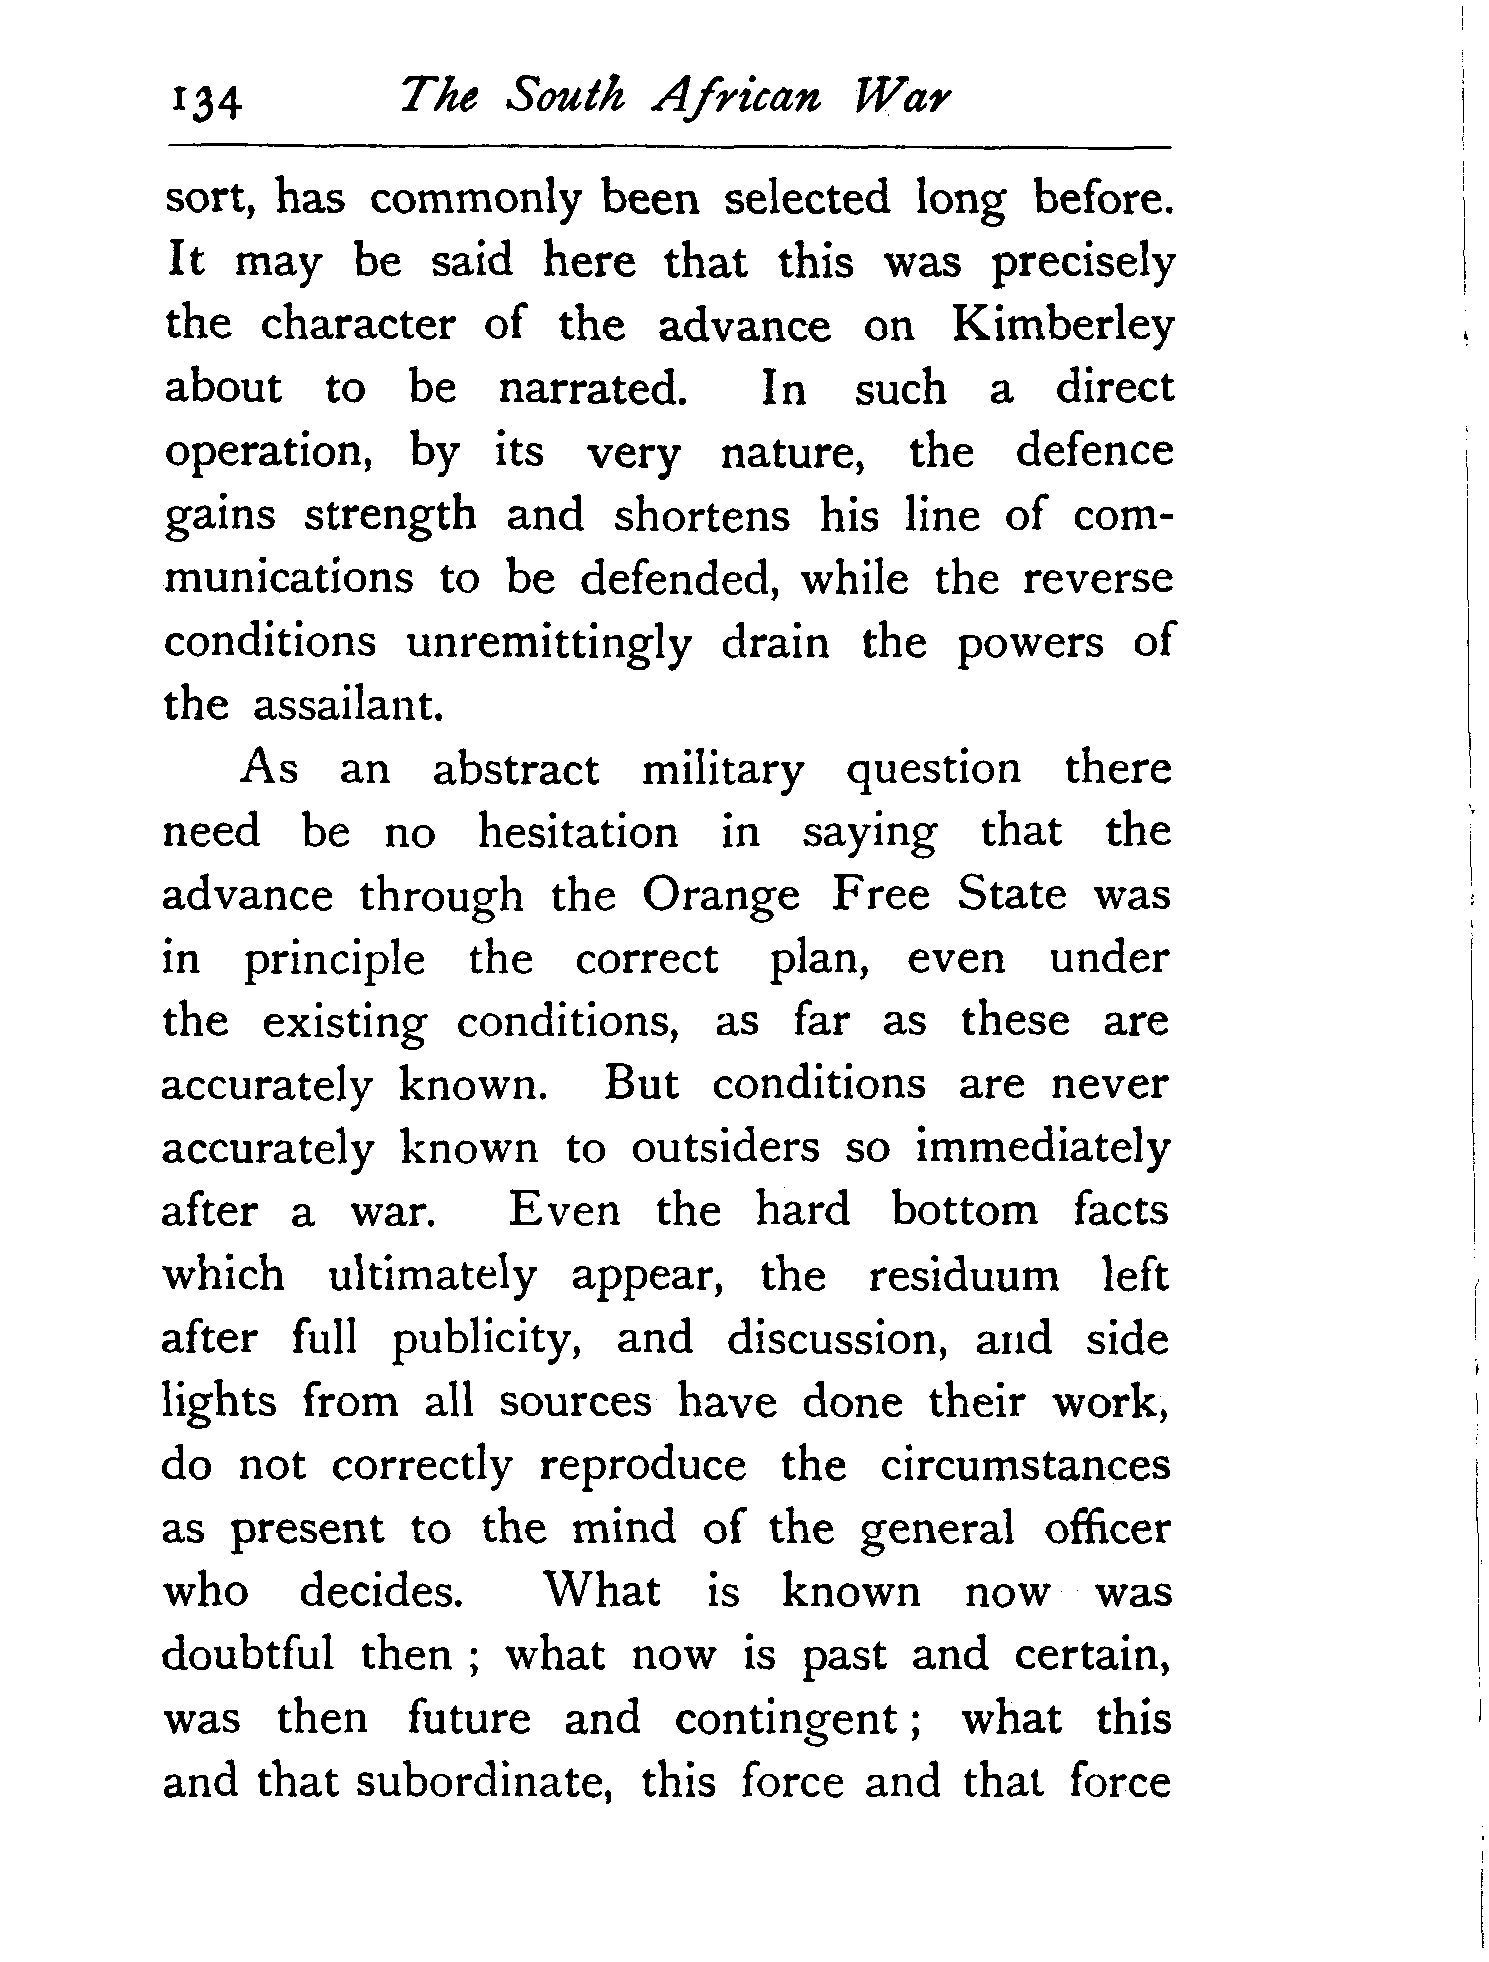 134 The South African War
sort, has commonly been selected long before.
It may be said here that this was precisely
the character of the advance on Kimberley
about to be narrated. In such a direct
operation, by its very nature, the defence
gains strength and shortens his line of com-
munications to be defended, while the reverse
conditions unremittingly drain the powers of
the assailant.
As an abstract military question there
need be no hesitation in saying that the
advance through the Orange Free State was
in principle the correct plan, even under
the existing conditions, as far as these are
accurately known. But conditions are never
accurately known to outsiders so immediately
after a war. Even the hard bottom facts
which ultimately appear, the residuum left
after full publicity, and discussion, and side
lights from all sources have done their work,
do not correctly reproduce the circumstances
as present to the mind of the general officer
who decides. What is known now was
doubtful then ; what now is past and certain,
was then future and contingent ; what this
and that subordinate, this force and that force